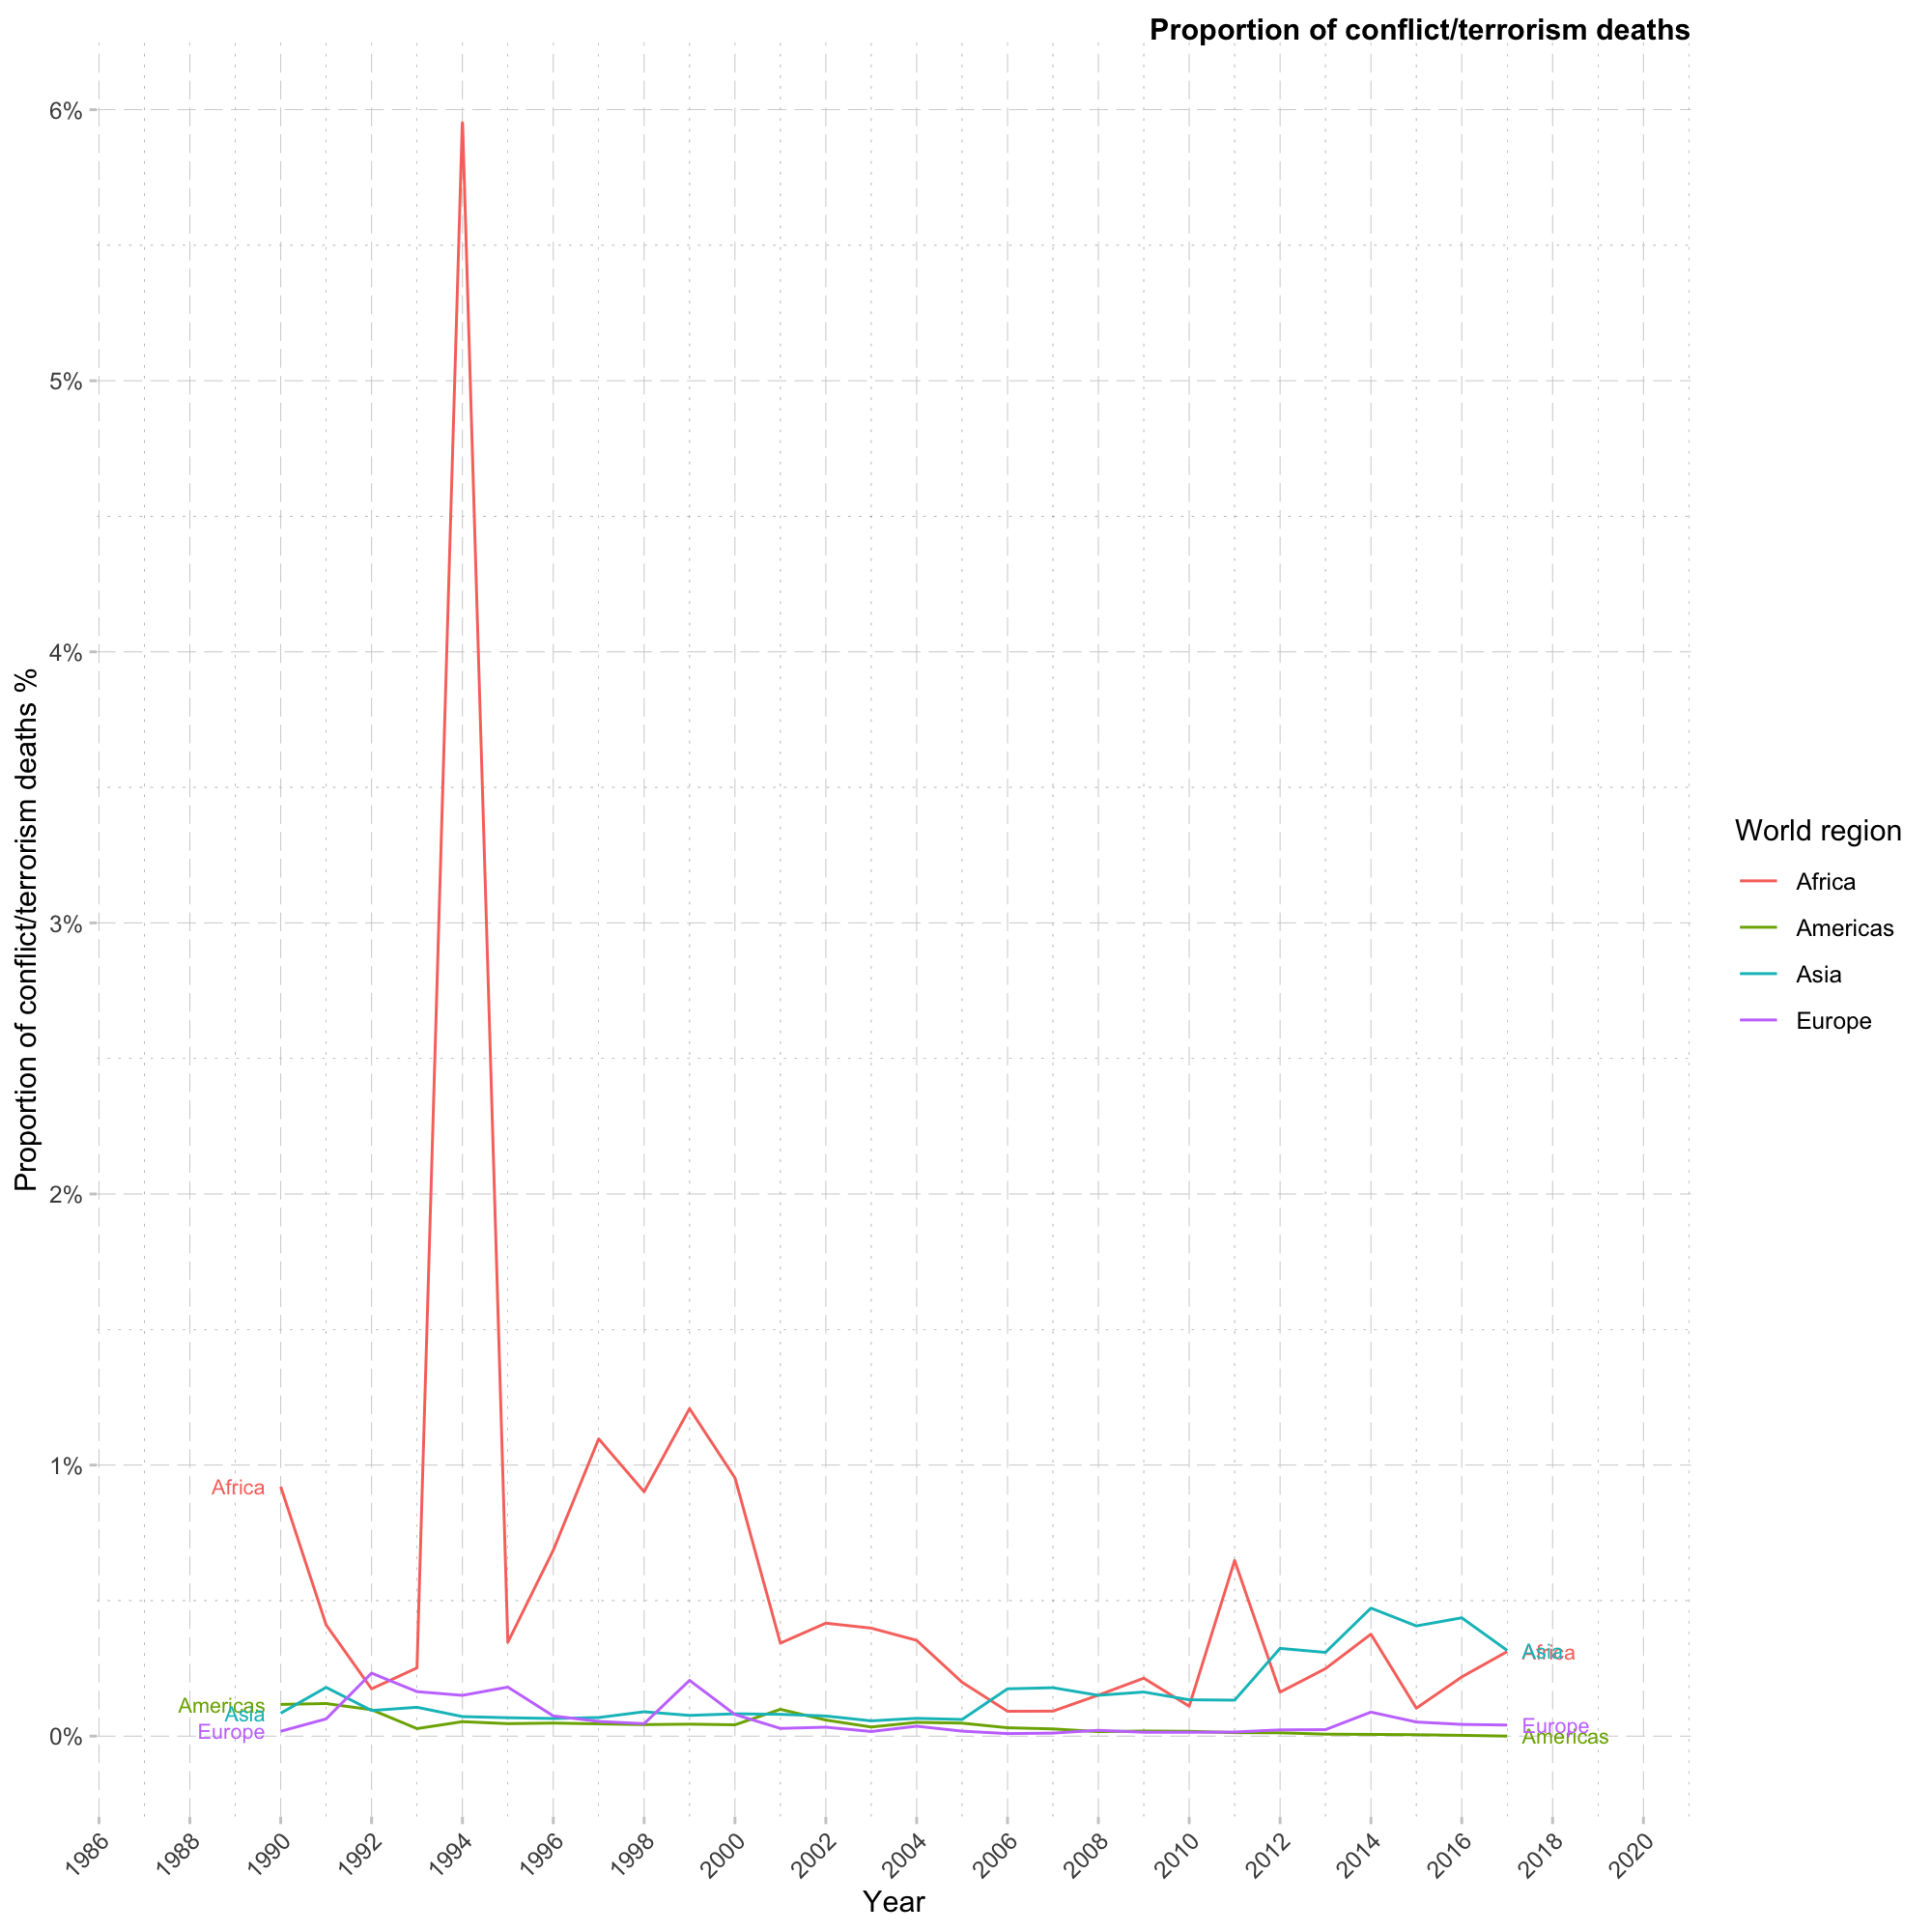 Proportion of conflict/terrorism deaths
Proportion of conflict/terrorism deaths %
6%
5%
4%
3%
2%
1%
0%
Africa
Americas
Asia
Europe
Asia
Africa
Europe
Americas
1986
1988
1990
1992
1994
1996
1998
2000
2002
2004
2006
2008
2010
2012
2014
2016
2018
2020
Year
World region
Africa
Americas
Asia
Europe